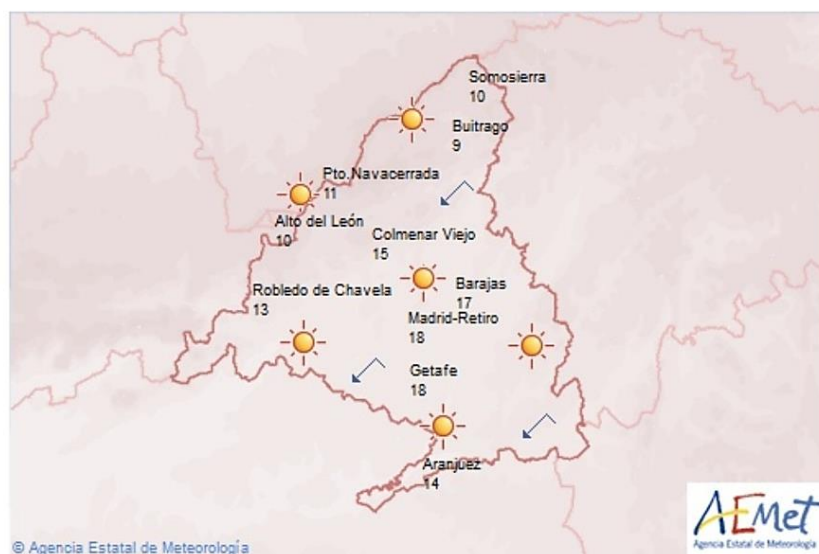 Somosierra
10
Buitrago
9
Pto.Navacerrada
11
Alto del León
10
Colmenar Viejo
15
Robledo de Chavela
13
Barajas
17
Madrid-Retiro
18
Getafe
18
Aranjuez
14
AEMet
Agencia Estatal de Meteorología
© Agencia Estatal de Meteorología